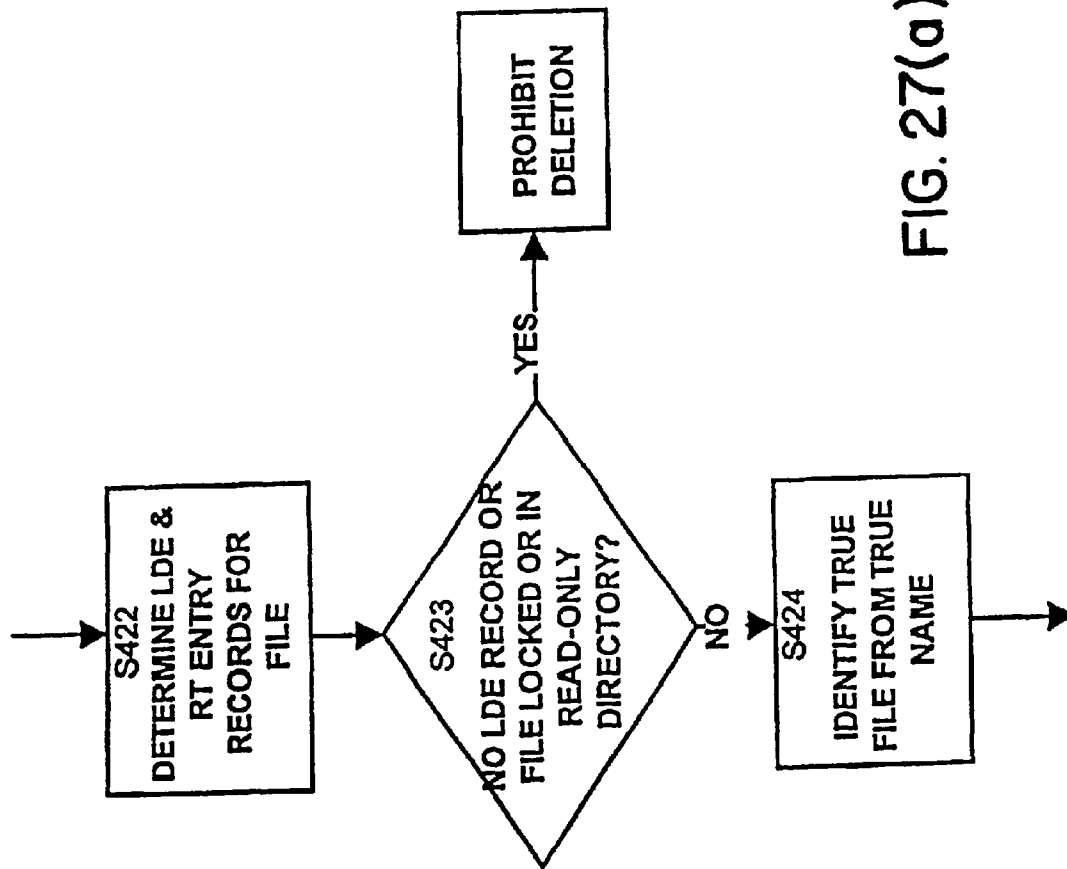 S422
DETERMINE LDE &
RT ENTRY
RECORDS FOR
FILE
S423
NO LDE RECORD OR
FILE LOCKED OR IN
READ-ONLY
DIRECTORY?
YES
PROHIBIT
DELETION
NO
S424
IDENTIFY TRUE
FILE FROM TRUE
NAME
FIG. 27(a)